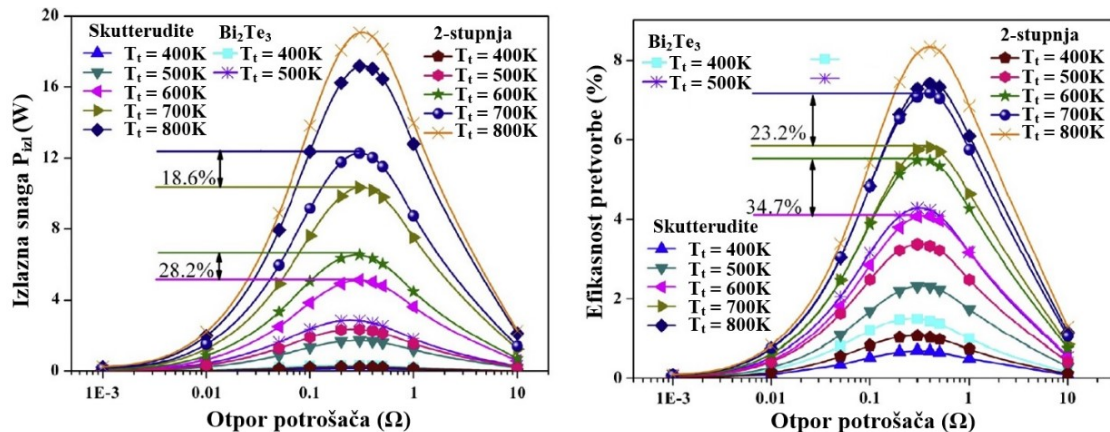 20
16
12
8
4
0
Izlazna snaga Pizl (W)
Skutterudite
Tt = 400K
Tt = 500K
Tt = 600K
Tt = 700K
Tt = 800K
Bi2Te3
Tt = 400K
Tt = 500K
2-stupnja
Tt = 400K
Tt = 500K
Tt = 600K
Tt = 700K
Tt = 800K
18.6%
28.2%
1E-3 0.01 0.1 1 10
Otpor potrošača (Ω)
8
6
4
2
0
Efikasnost pretvorbe (%)
Bi2Te3
Tt = 400K
Tt = 500K
2-stupnja
Tt = 400K
Tt = 500K
Tt = 600K
Tt = 700K
Tt = 800K
23.2%
34.7%
Skutterudite
Tt = 400K
Tt = 500K
Tt = 600K
Tt = 700K
Tt = 800K
1E-3 0.01 0.1 1 10
Otpor potrošača (Ω)